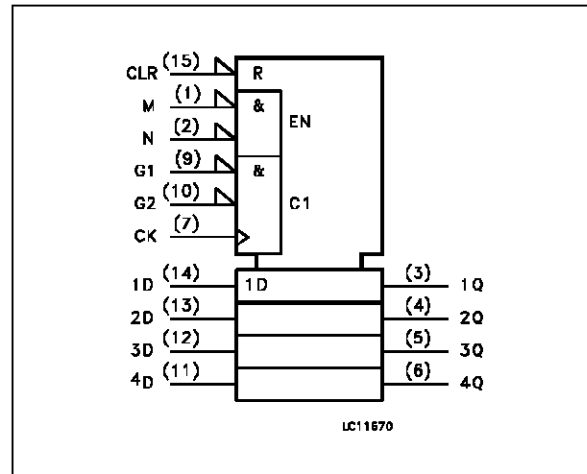 CLR (15) R
M (1) &
EN
N (2)
G1 (9) &
G2 (10) C1
CK (7)
1D (14) 1D (3) 1Q
2D (13) (4) 2Q
3D (12) (5) 3Q
4D (11) (6) 4Q
LC11670